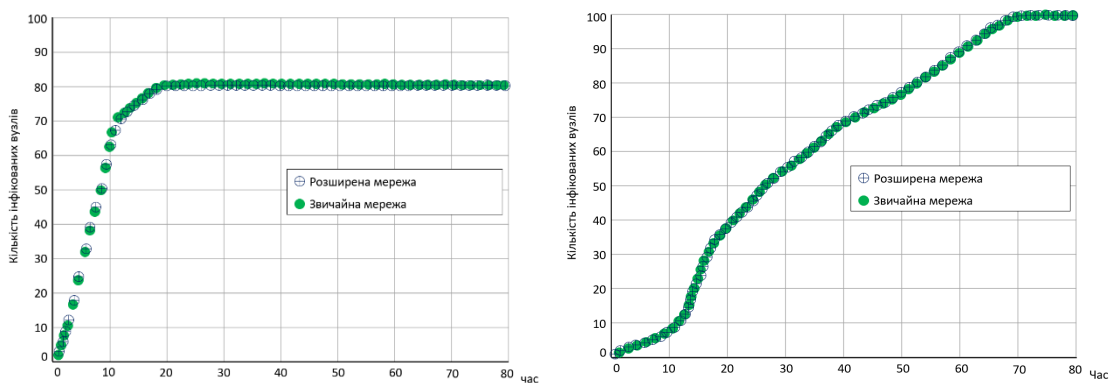 Кількість інфікованих вузлів
100
90
80
70
60
50
40
30
20
10
0
Розширена мережа
Звичайна мережа
0 10 20 30 40 50 60 70 80 час
Кількість інфікованих вузлів
100
90
80
70
60
50
40
30
20
10
0
Розширена мережа
Звичайна мережа
0 10 20 30 40 50 60 70 80 Час